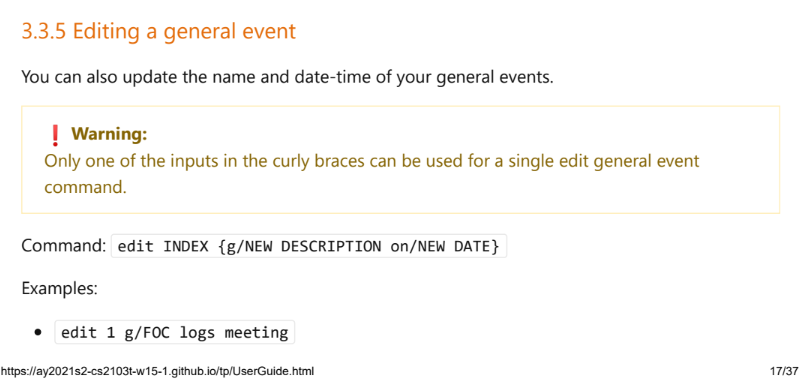 3.3.5 Editing a general event
You can also update the name and date-time of your general events.
❗ Warning:
Only one of the inputs in the curly braces can be used for a single edit general event
command.
Command: edit INDEX {g/NEW DESCRIPTION on/NEW DATE}
Examples:
• edit 1 g/FOC logs meeting
https://ay2021s2-cs2103t-w15-1.github.io/tp/UserGuide.html 17/37